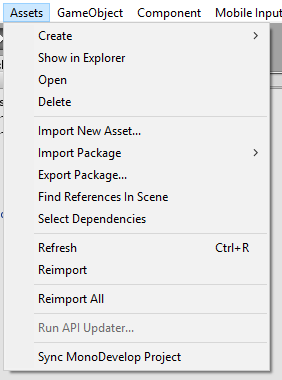 Assets GameObject Component Mobile Input
Create
Show in Explorer
Open
Delete
Import New Asset...
Import Package
Export Package...
Find References In Scene
Select Dependencies
Refresh Ctrl+R
Reimport
Reimport All
Run API Updater...
Sync MonoDevelop Project